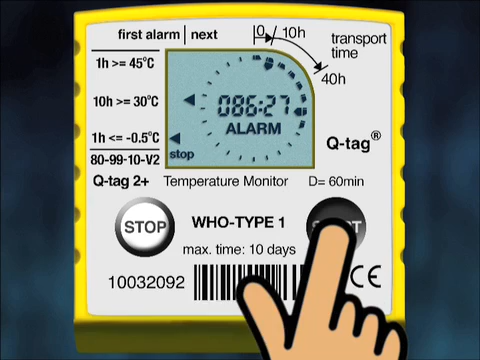 first alarm | next
0 10h
transport
time
40h
1h >= 45°C
10h >= 30°C
1h <= -0.5°C
80-99-10-V2
stop
086:27
ALARM
Q-tag®
Q-tag 2+ Temperature Monitor D= 60min
STOP
WHO-TYPE 1
max. time: 10 days
10032092
CE